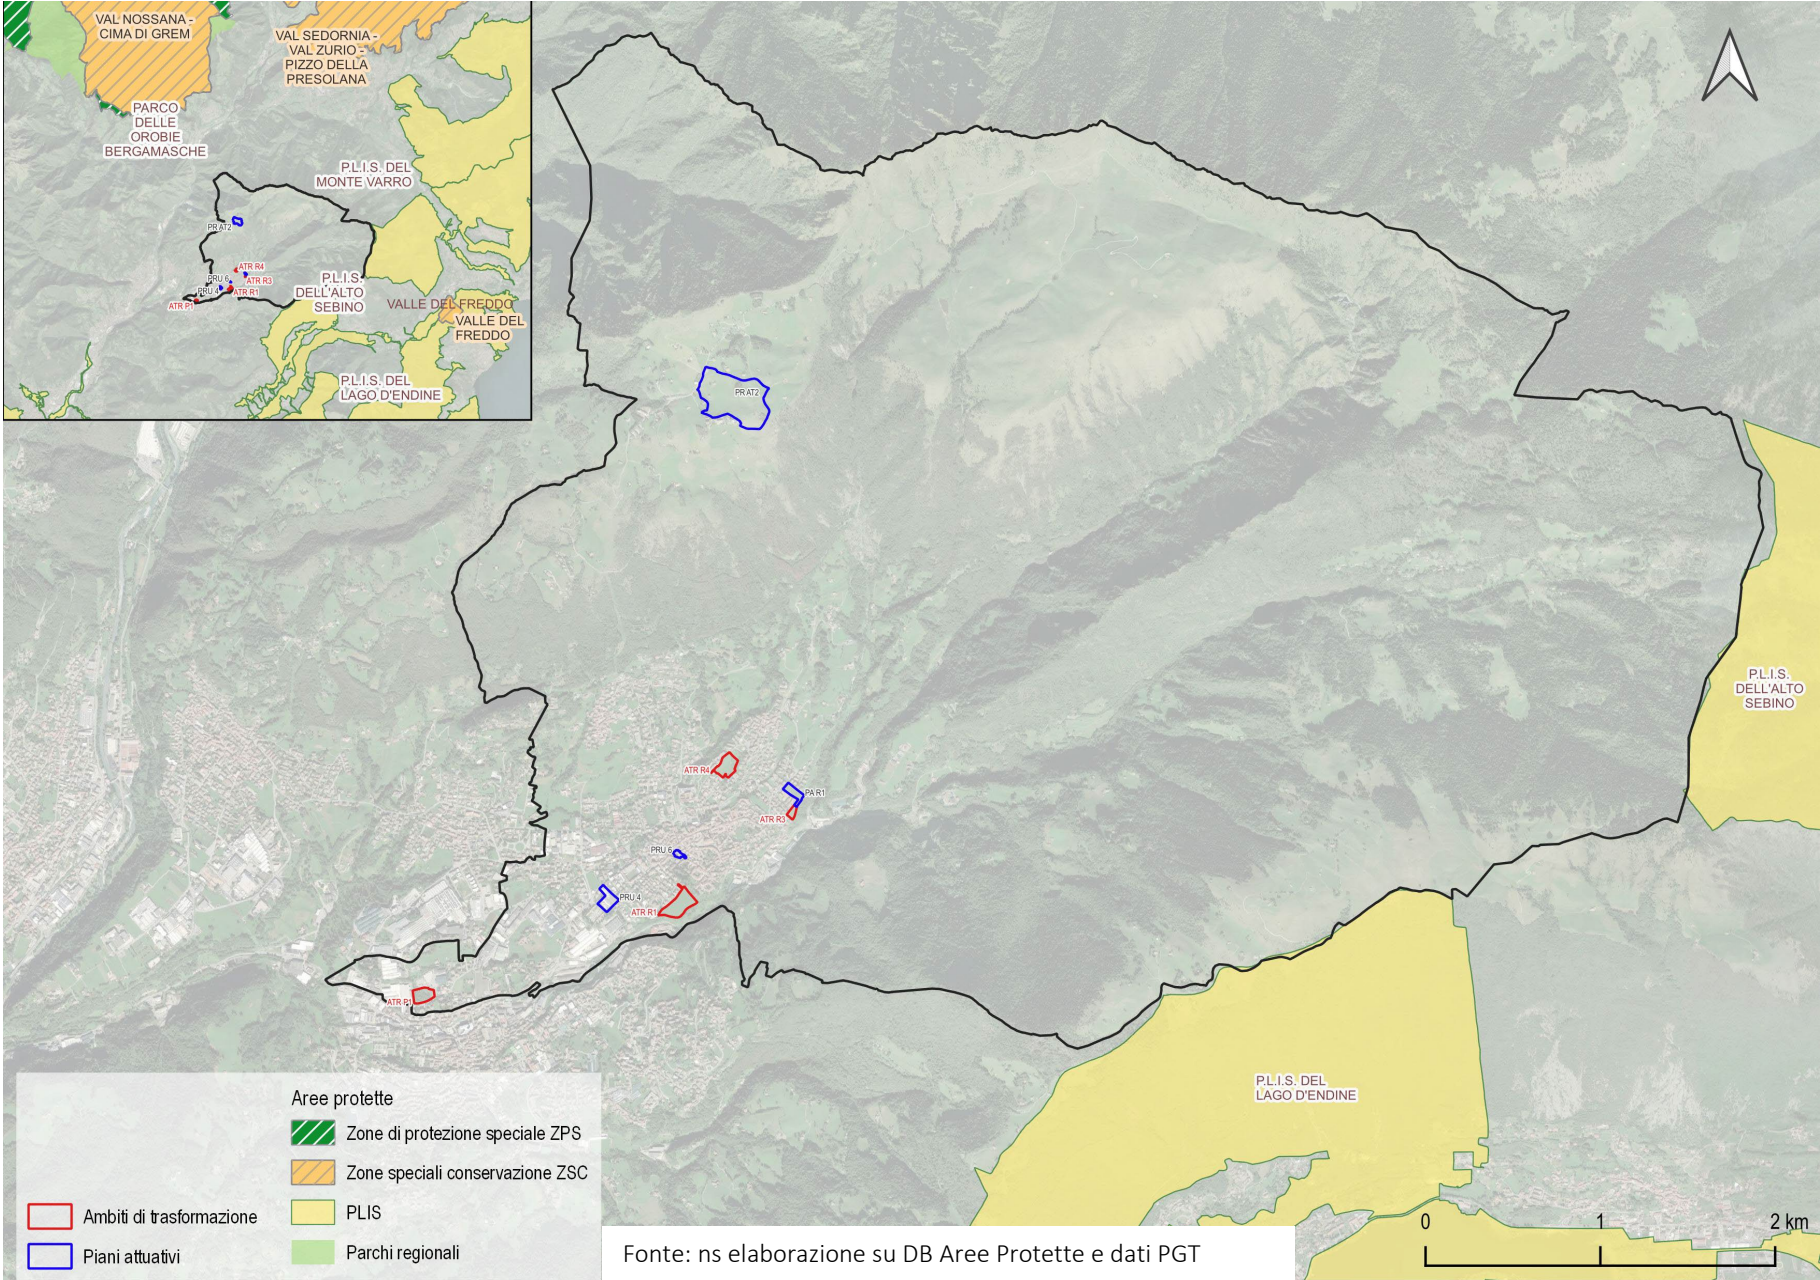 VAL NOSSANA -
CIMA DI GREM
VAL SEDORNIA -
VAL ZURIO -
PIZZO DELLA
PRESOLANA
PARCO
DELLE
OROBIE
BERGAMASCHE
P.L.I.S. DEL
MONTE VARRO
PR AT2
ATR R4
PRU 6
ATR R3
PRU 4
ATR R1
ATR P1
P.L.I.S.
DELL'ALTO
SEBINO
VALLE DEL FREDDO
VALLE DEL
FREDDO
P.L.I.S. DEL
LAGO D'ENDINE
PR AT2
P.L.I.S.
DELL'ALTO
SEBINO
ATR R4
PA R1
ATR R3
PRU 6
PRU 4
ATR R1
ATR P1
P.L.I.S. DEL
LAGO D'ENDINE
Aree protette
Zone di protezione speciale ZPS
Zone speciali conservazione ZSC
PLIS
Parchi regionali
Ambiti di trasformazione
Piani attuativi
Fonte: ns elaborazione su DB Aree Protette e dati PGT
0 1 2 km